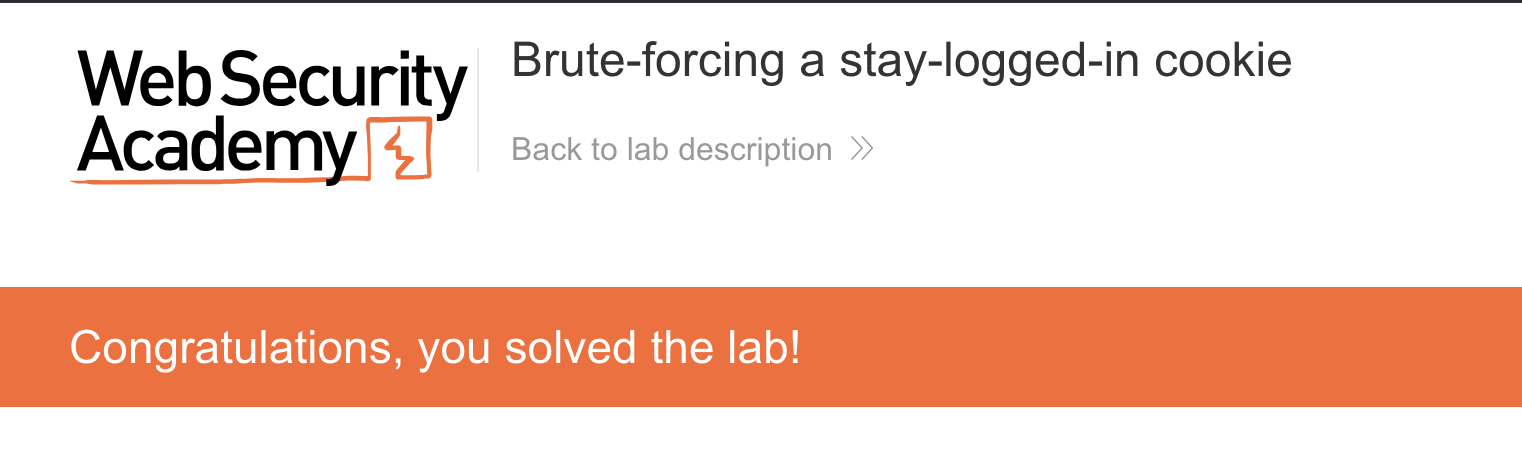 Web Security
Academy
Brute-forcing a stay-logged-in cookie
Back to lab description
Congratulations, you solved the lab!